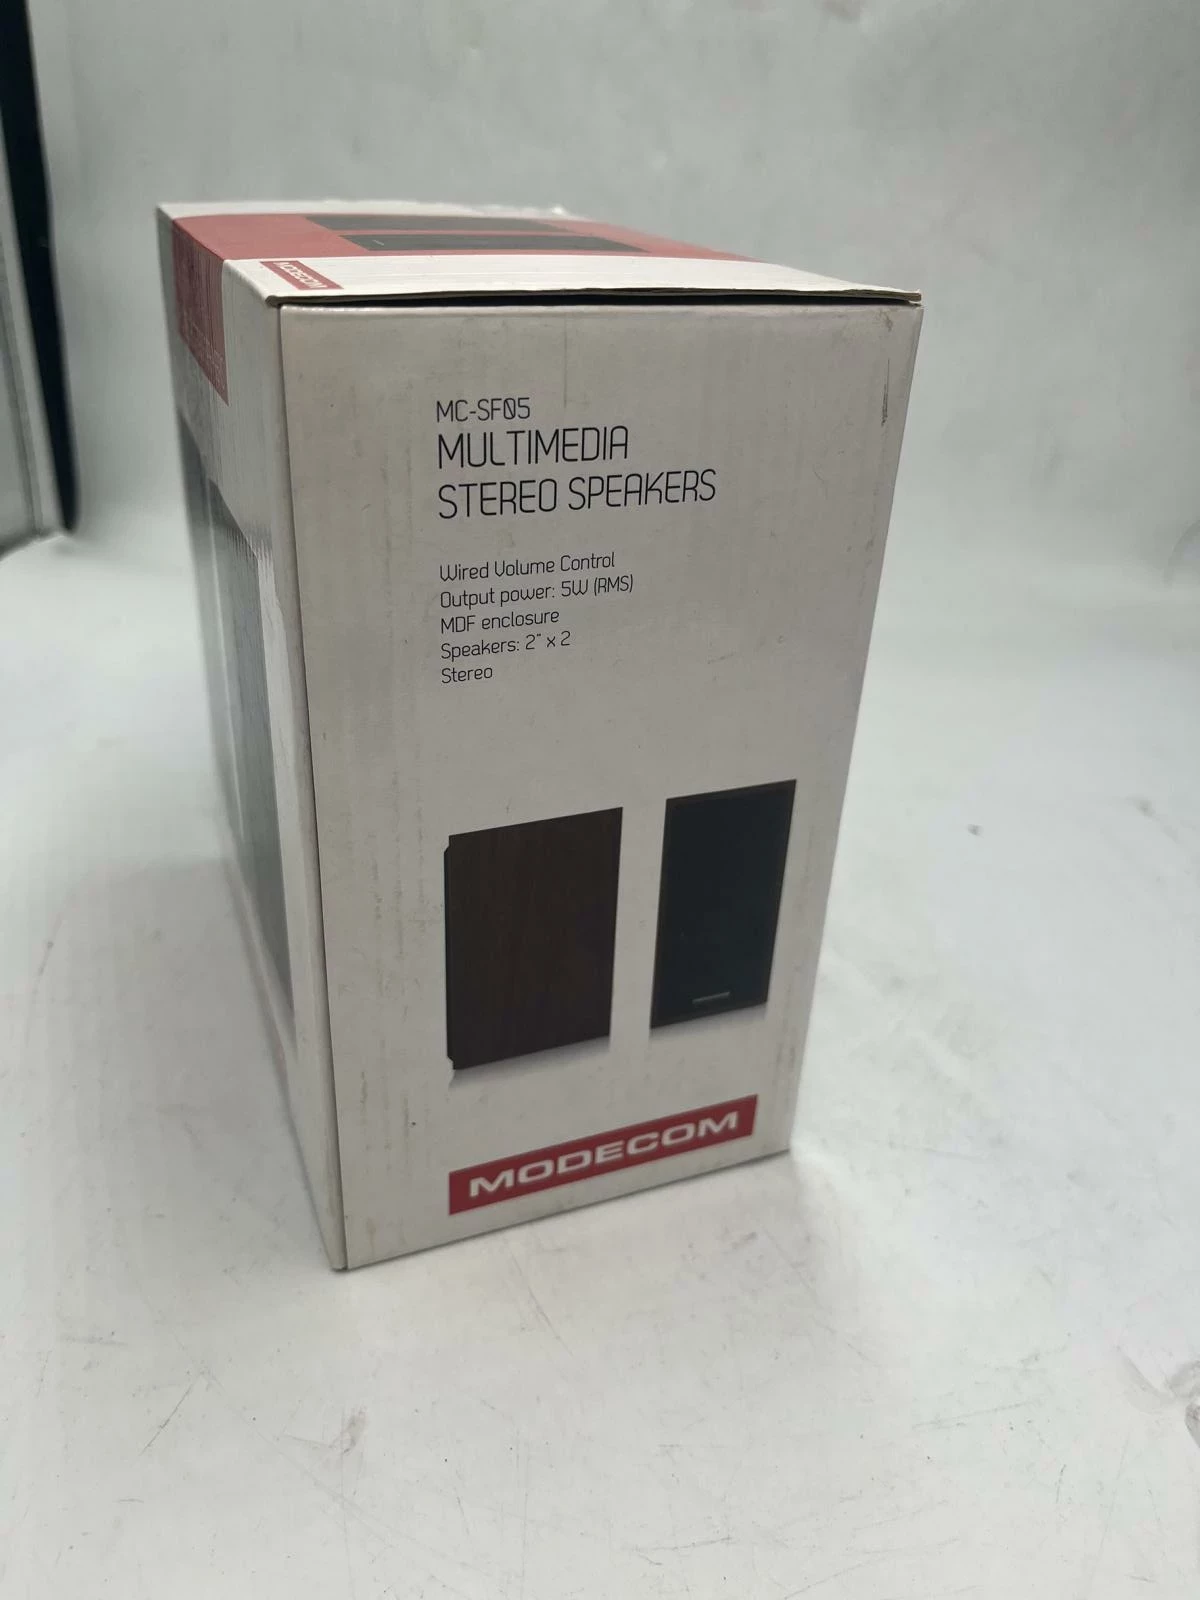 MODECOM
MC-SF05
MULTIMEDIA
STEREO SPEAKERS
Wired Volume Control
Output power: 5W (RMS)
MDF enclosure
Speakers: 2" x 2
Stereo
MODECOM